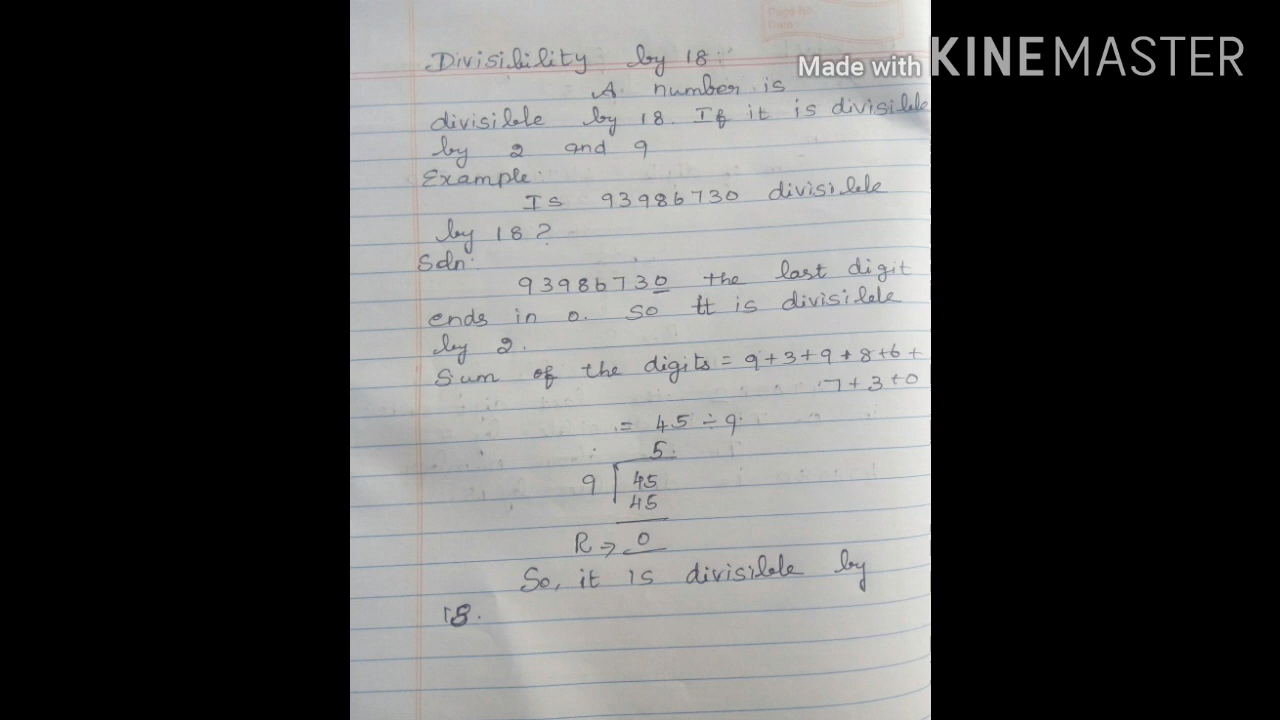 Page No.
Date
Made with KINEMASTER
Divisibility by 18:
A number is
divisible by 18. If it is divisible
by 2 and 9
Example:
Is 93986730 divisible
by 18?
Soln:
93986730 the last digit
ends in 0. So it is divisible
by 2.
Sum of the digits = 9+3+9+8+6+
7+3+0
= 45 ÷ 9.
5.
9 45
45
R → 0
So, it is divisible by
18.